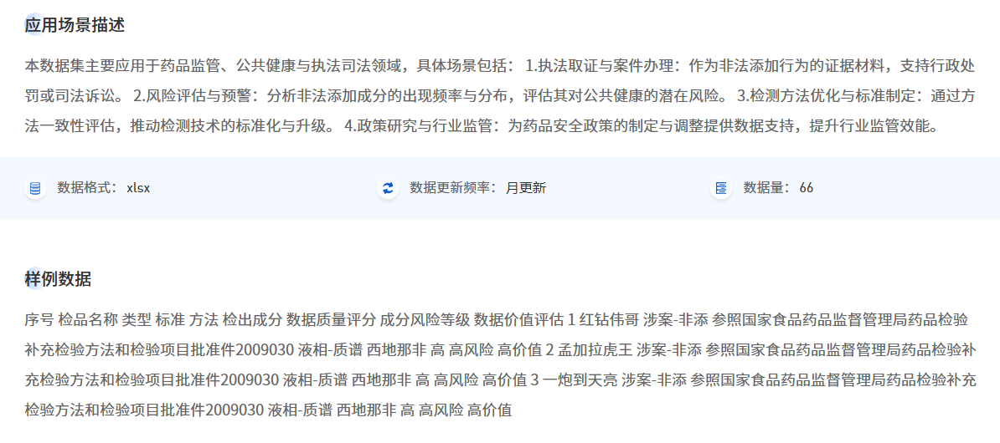 应用场景描述
本数据集主要应用于药品监管、公共健康与执法司法领域，具体场景包括： 1.执法取证与案件办理：作为非法添加行为的证据材料，支持行政处
罚或司法诉讼。 2.风险评估与预警：分析非法添加成分的出现频率与分布，评估其对公共健康的潜在风险。 3.检测方法优化与标准制定：通过方
法一致性评估，推动检测技术的标准化与升级。 4.政策研究与行业监管：为药品安全政策的制定与调整提供数据支持，提升行业监管效能。
数据格式： xlsx 数据更新频率： 月更新 数据量： 66
样例数据
序号 检品名称 类型 标准 方法 检出成分 数据质量评分 成分风险等级 数据价值评估 1 红钻伟哥 涉案-非添 参照国家食品药品监督管理局药品检验
补充检验方法和检验项目批准件2009030 液相-质谱 西地那非 高 高风险 高价值 2 孟加拉虎王 涉案-非添 参照国家食品药品监督管理局药品检验补
充检验方法和检验项目批准件2009030 液相-质谱 西地那非 高 高风险 高价值 3 一炮到天亮 涉案-非添 参照国家食品药品监督管理局药品检验补充
检验方法和检验项目批准件2009030 液相-质谱 西地那非 高 高风险 高价值